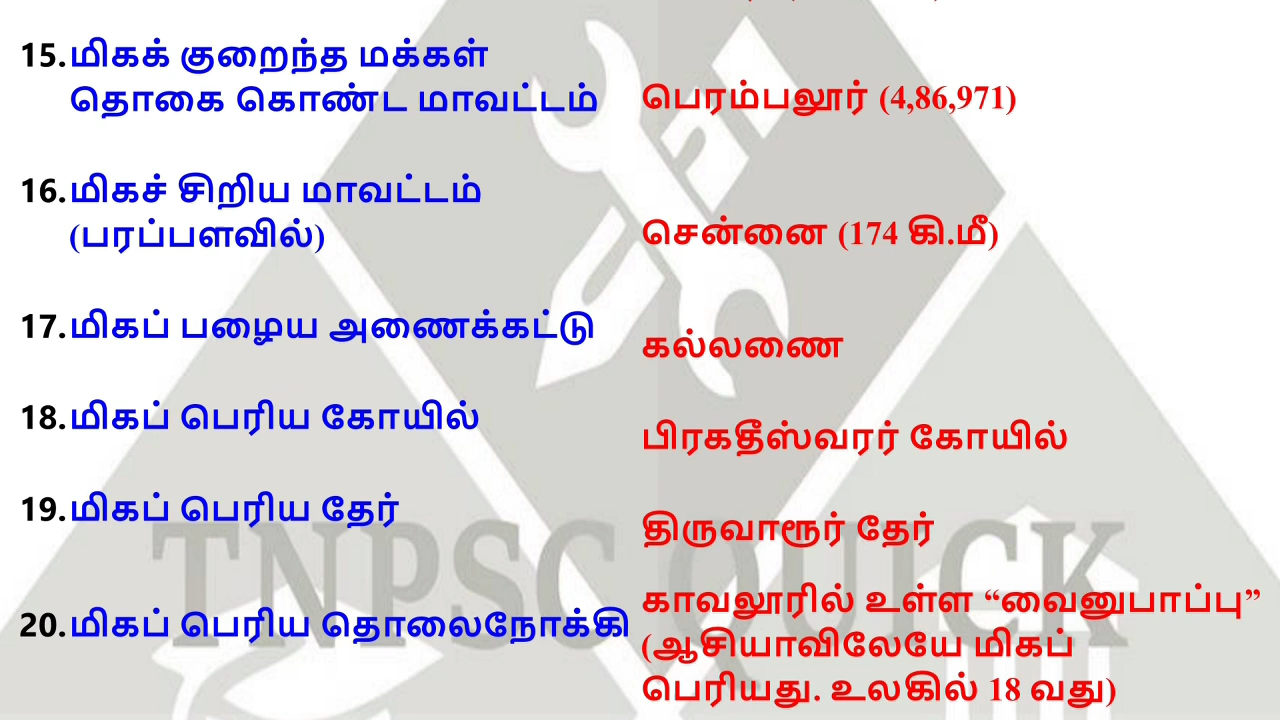 15. மிகக் குறைந்த மக்கள்
தொகை கொண்ட மாவட்டம்
பெரம்பலூர் (4,86,971)
16. மிகச் சிறிய மாவட்டம்
(பரப்பளவில்)
சென்னை (174 கி.மீ)
17. மிகப் பழைய அணைக்கட்டு
கல்லணை
18. மிகப் பெரிய கோயில்
பிரகதீஸ்வரர் கோயில்
19. மிகப் பெரிய தேர்
திருவாரூர் தேர்
20. மிகப் பெரிய தொலைநோக்கி
காவலூரில் உள்ள “வைனுபாப்பு”
(ஆசியாவிலேயே மிகப்
பெரியது. உலகில் 18 வது)
TNPSC QUICK